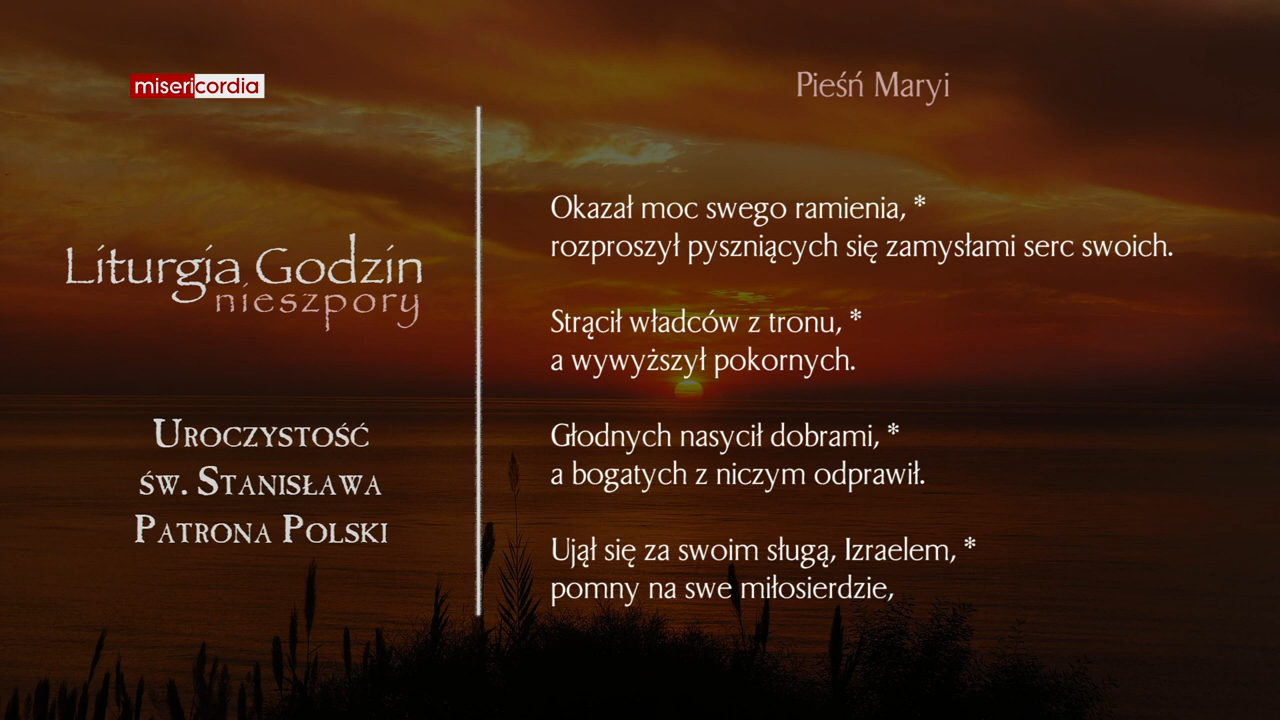 misericordia
Liturgia Godzin
nieszpory
Uroczystość
św. Stanisława
Patrona Polski
Pieśń Maryi
Okazał moc swego ramienia, *
rozproszył pyszniących się zamysłami serc swoich.
Strącił władców z tronu, *
a wywyższył pokornych.
Głodnych nasycił dobrami, *
a bogatych z niczym odprawił.
Ujął się za swoim sługą, Izraelem, *
pomny na swe miłosierdzie,